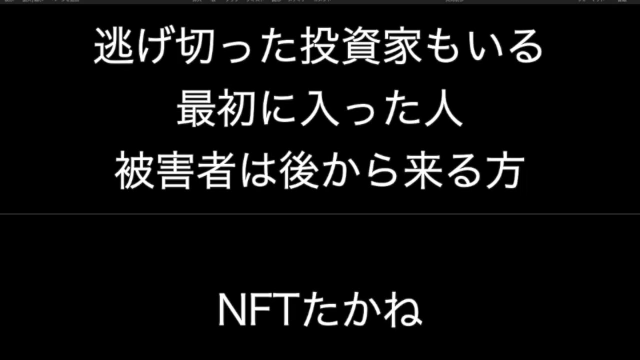 逃げ切った投資家もいる
最初に入った人
被害者は後から来る方
NFTたかね